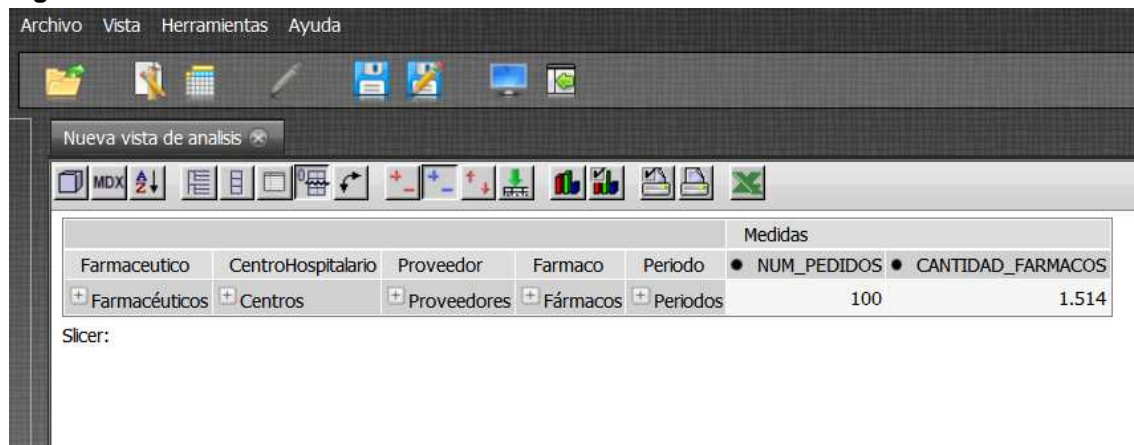 Archivo Vista Herramientas Ayuda
Nueva vista de analisis
MDX A Z
Medidas
Farmaceutico CentroHospitalario Proveedor Farmaco Periodo NUM_PEDIDOS CANTIDAD_FARMACOS
Farmacéuticos Centros Proveedores Fármacos Periodos 100 1.514
Slicer: